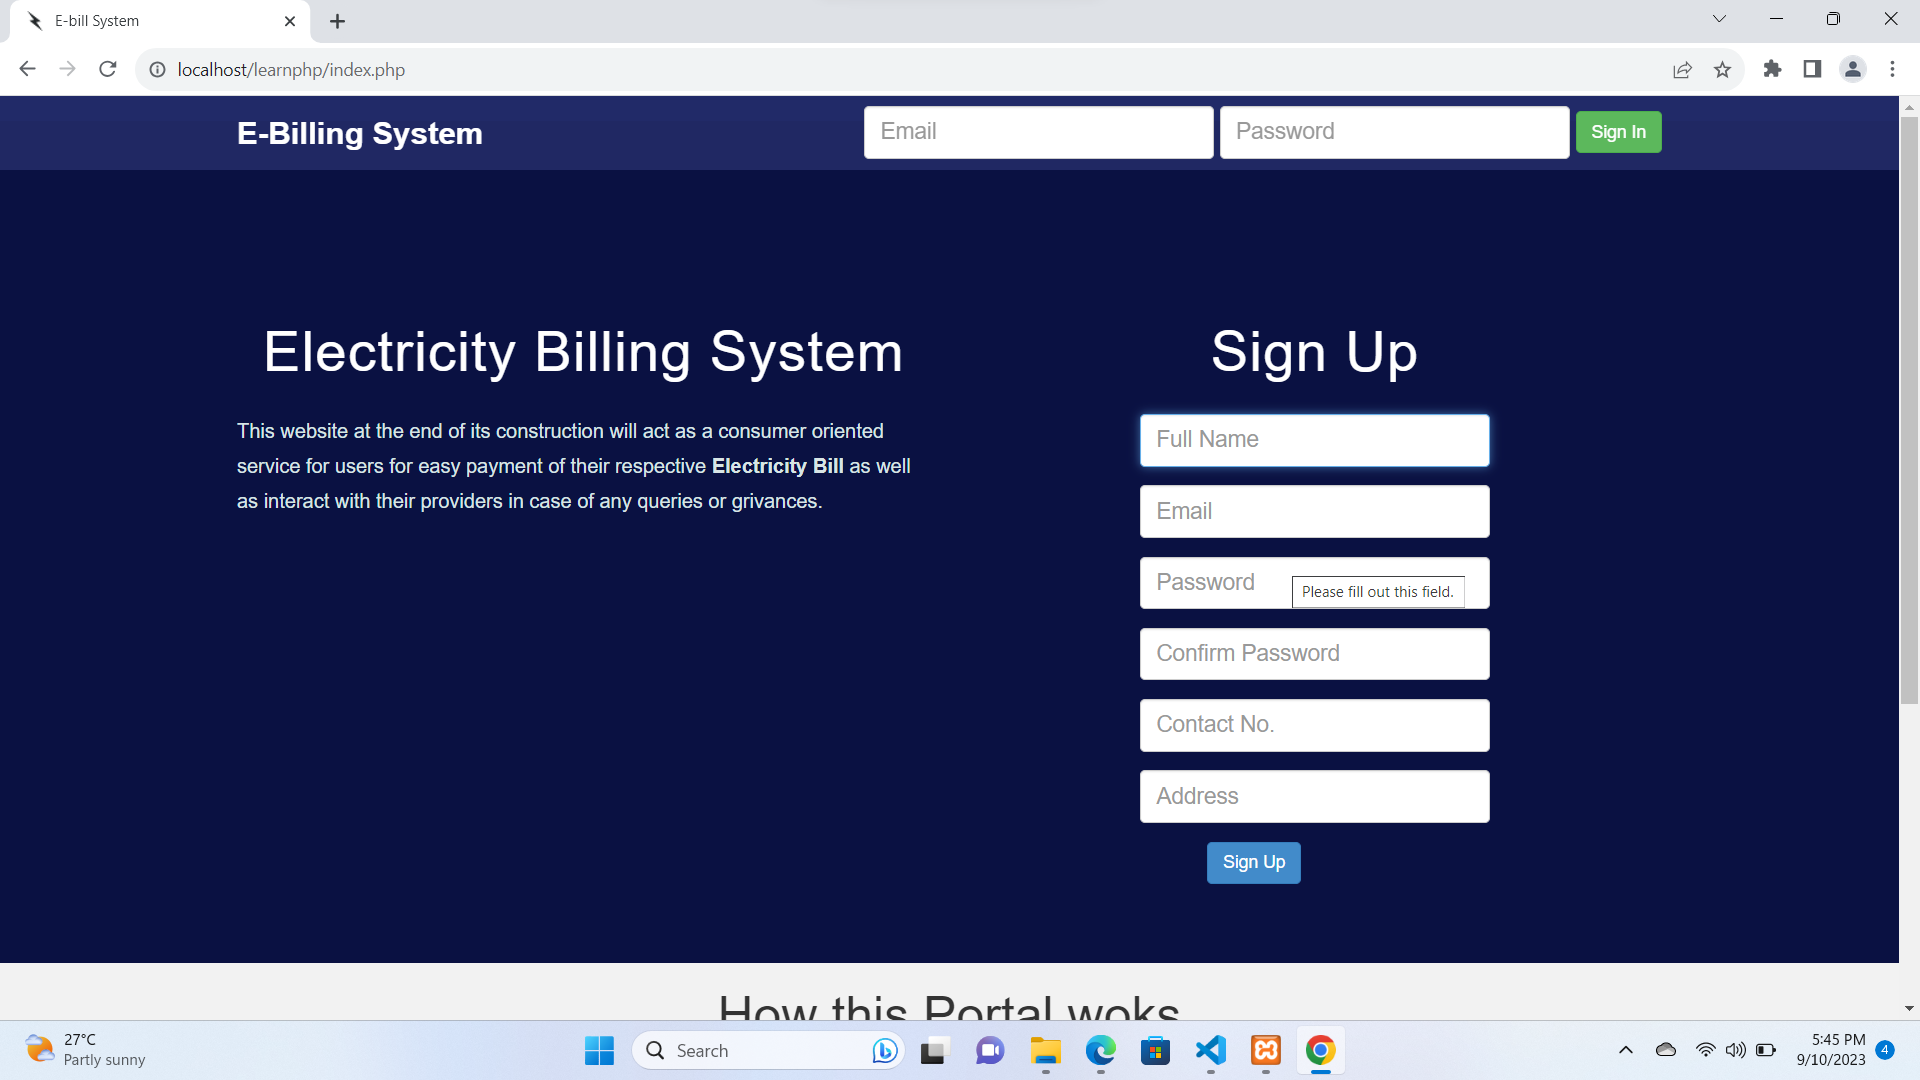 E-bill System
localhost/learnphp/index.php
E-Billing System
Email
Password
Sign In
Electricity Billing System
This website at the end of its construction will act as a consumer oriented
service for users for easy payment of their respective Electricity Bill as well
as interact with their providers in case of any queries or grivances.
Sign Up
Full Name
Email
Password
Please fill out this field.
Confirm Password
Contact No.
Address
Sign Up
How this Portal woks
27°C
Partly sunny
Search
5:45 PM
9/10/2023
4